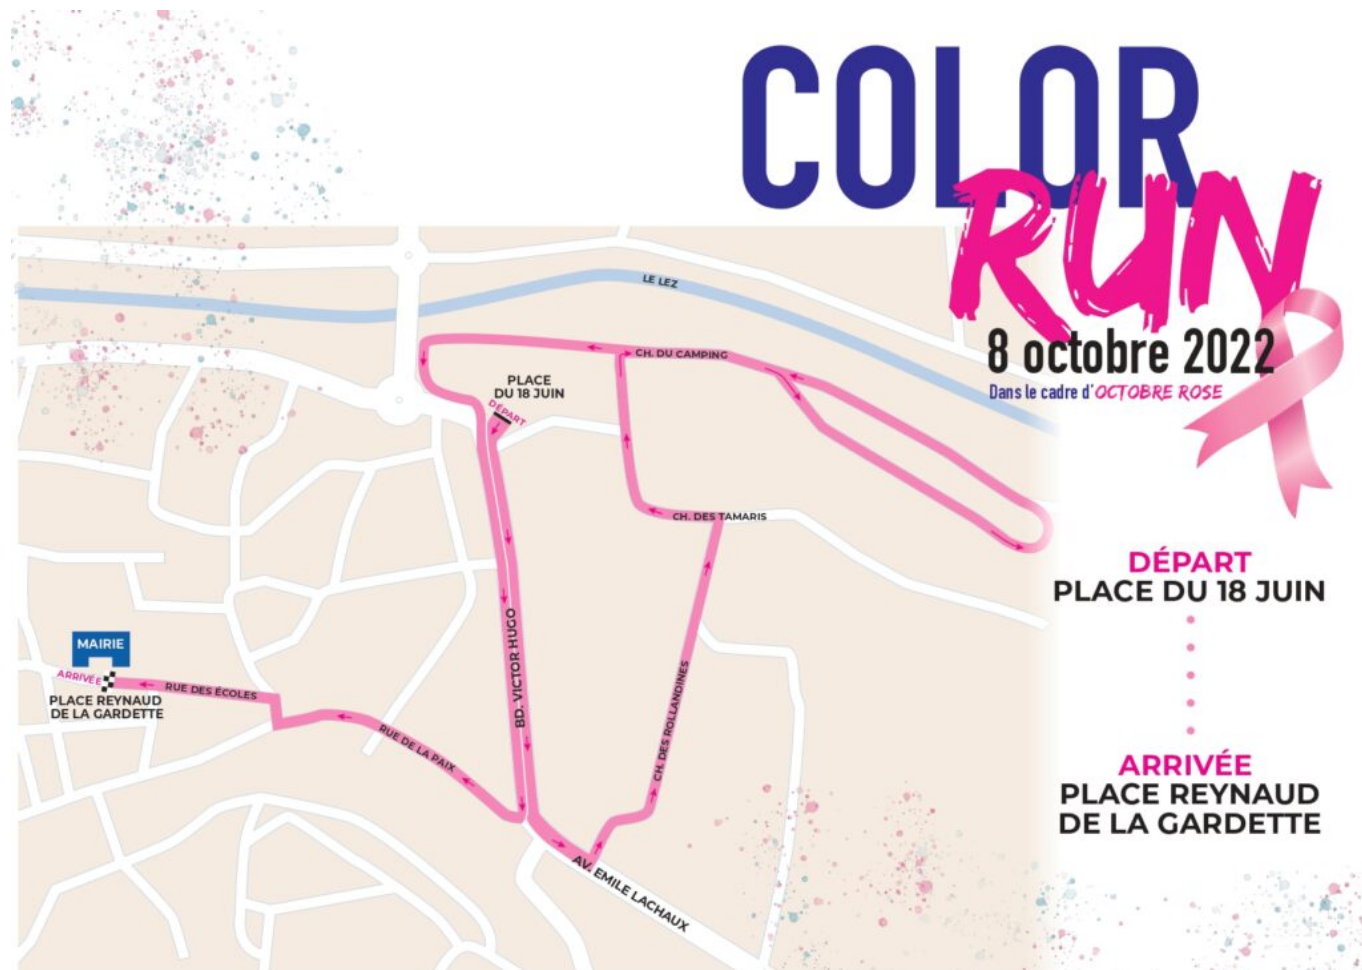 COLOR
RUN
8 octobre 2022
Dans le cadre d'OCTOBRE ROSE
LE LEZ
CH. DU CAMPING
PLACE
DU 18 JUIN
DÉPART
CH. DES TAMARIS
BD. VICTOR HUGO
CH. DES ROLLANDINES
MAIRIE
ARRIVÉE
RUE DES ÉCOLES
PLACE REYNAUD
DE LA GARDETTE
RUE DE LA PAIX
AV. EMILE LACHAUX
DÉPART
PLACE DU 18 JUIN
ARRIVÉE
PLACE REYNAUD
DE LA GARDETTE